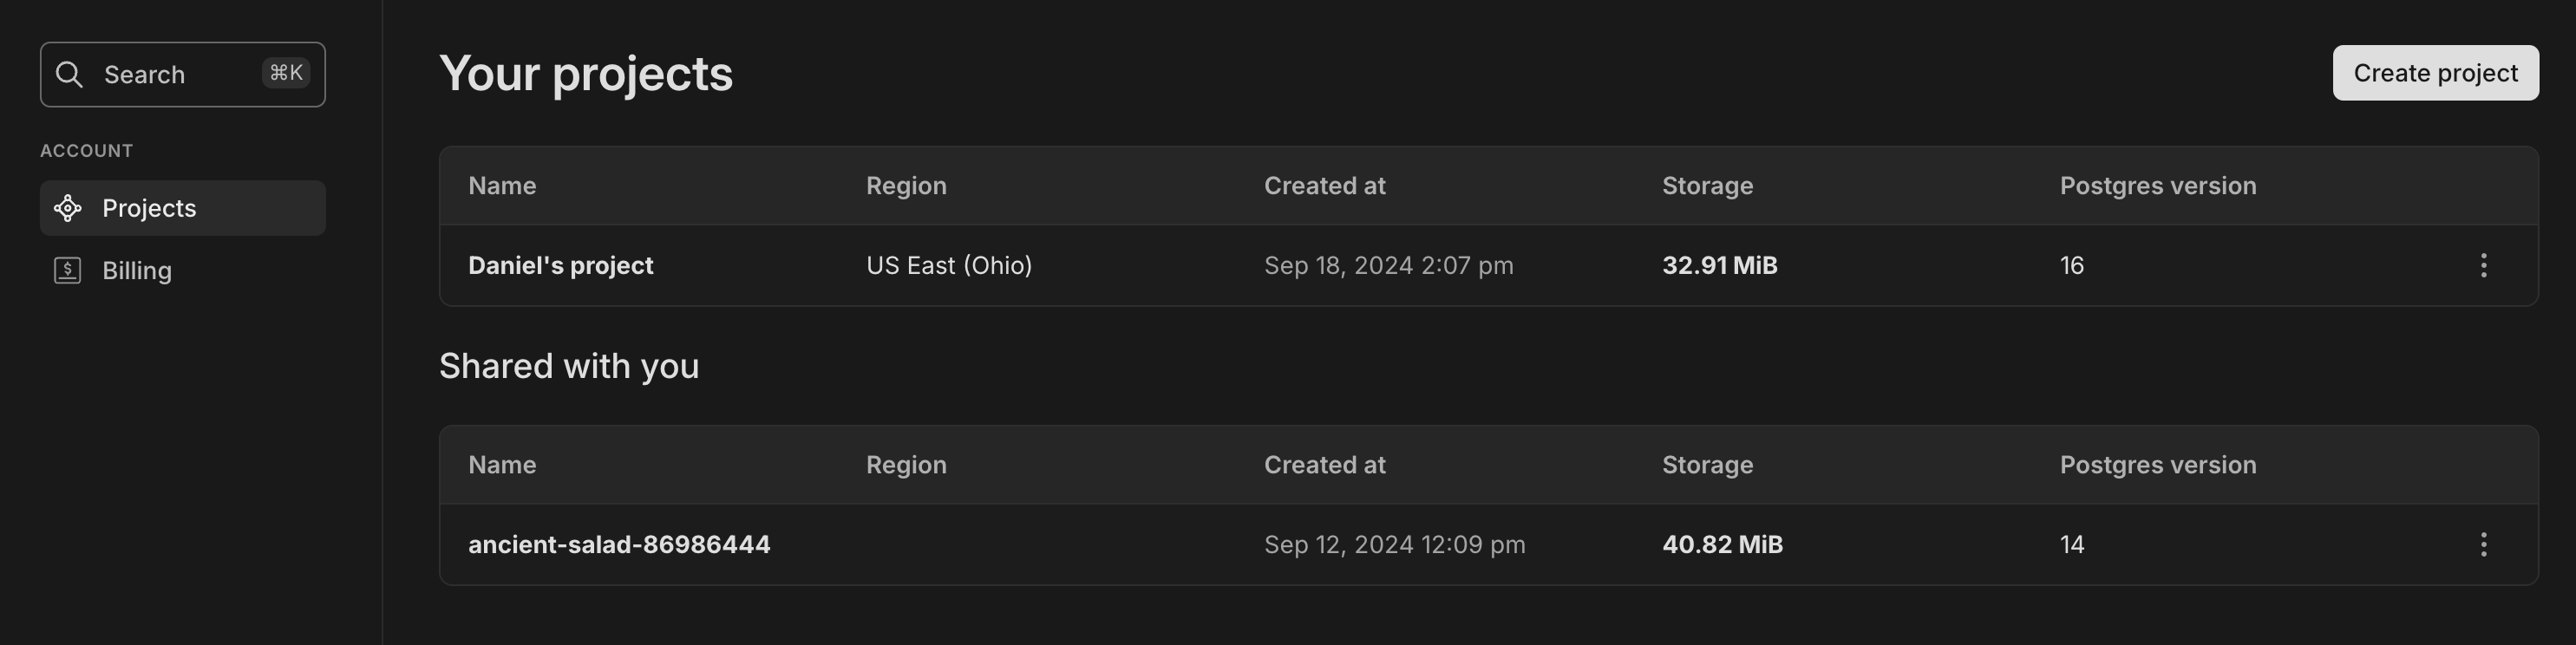 Search ⌘K
ACCOUNT
Projects
Billing
Your projects
Create project
Name Region Created at Storage Postgres version
Daniel's project US East (Ohio) Sep 18, 2024 2:07 pm 32.91 MiB 16
Shared with you
Name Region Created at Storage Postgres version
ancient-salad-86986444 Sep 12, 2024 12:09 pm 40.82 MiB 14